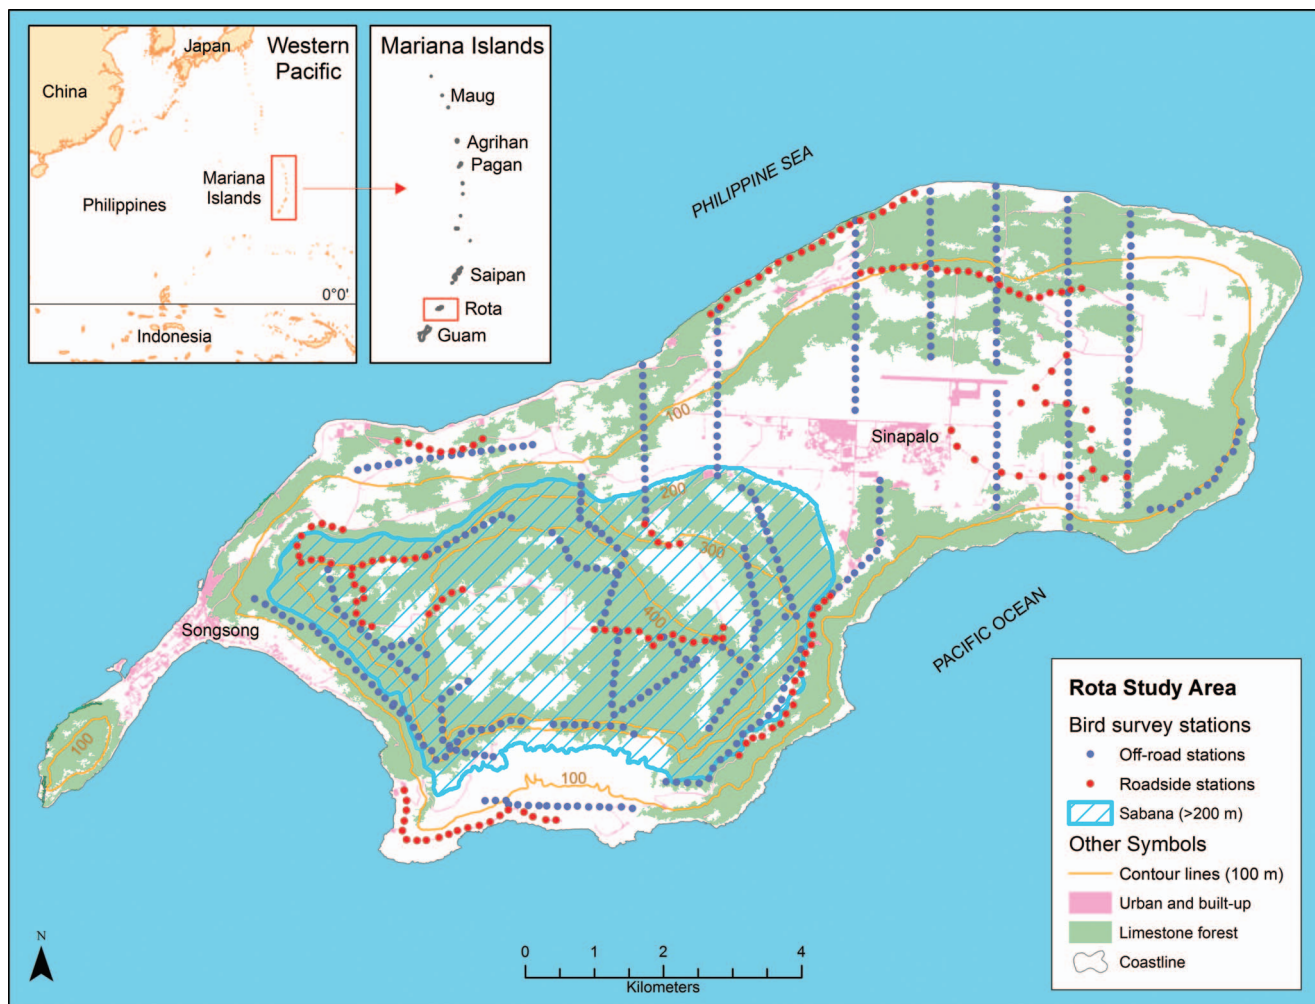 Western
Pacific
Japan
China
Mariana
Islands
Philippines
0°0'
Indonesia
Mariana Islands
Maug
Agrihan
Pagan
Saipan
Rota
Guam
PHILIPPINE SEA
100
Sinapalo
200
300
400
Songsong
PACIFIC OCEAN
100
100
Rota Study Area
Bird survey stations
Off-road stations
Roadside stations
Sabana (>200 m)
Other Symbols
Contour lines (100 m)
Urban and built-up
Limestone forest
Coastline
N
0 1 2 4
Kilometers